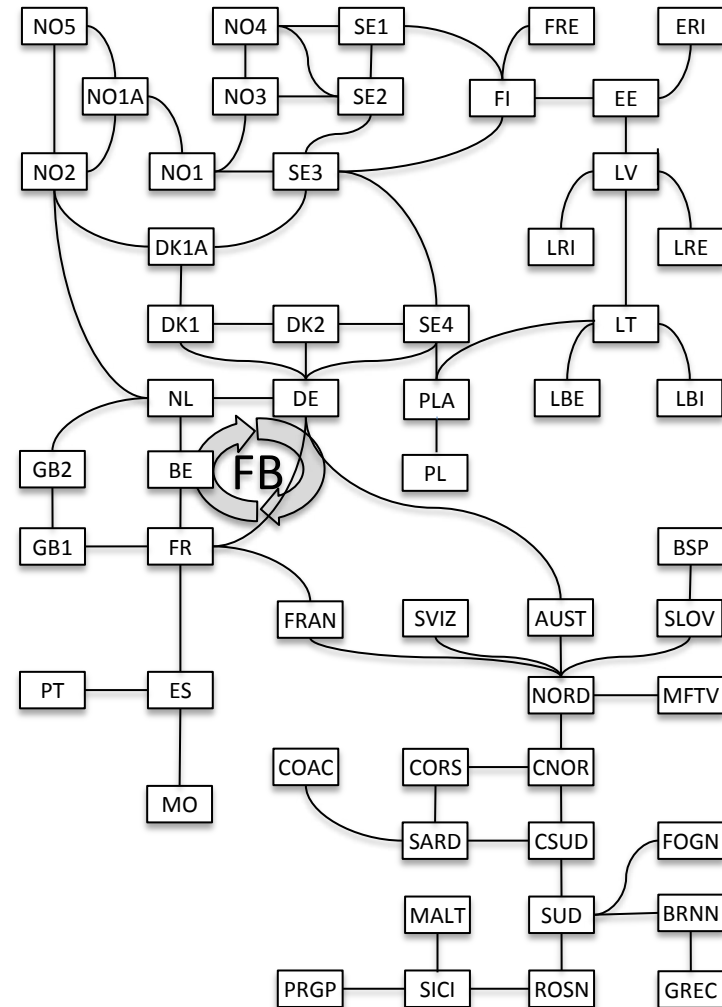 NO5 NO4 SE1 FRE ERI
NO1A NO3 SE2 FI EE
NO2 NO1 SE3 LV
DK1A LRI LRE
DK1 DK2 SE4 LT
NL DE PLA LBE LBI
GB2 BE FB PL
GB1 FR BSP
FRAN SVIZ AUST SLOV
PT ES NORD MFTV
COAC CORS CNOR
MO
SARD CSUD FOGN
MALT SUD BRNN
PRGP SICI ROSN GREC